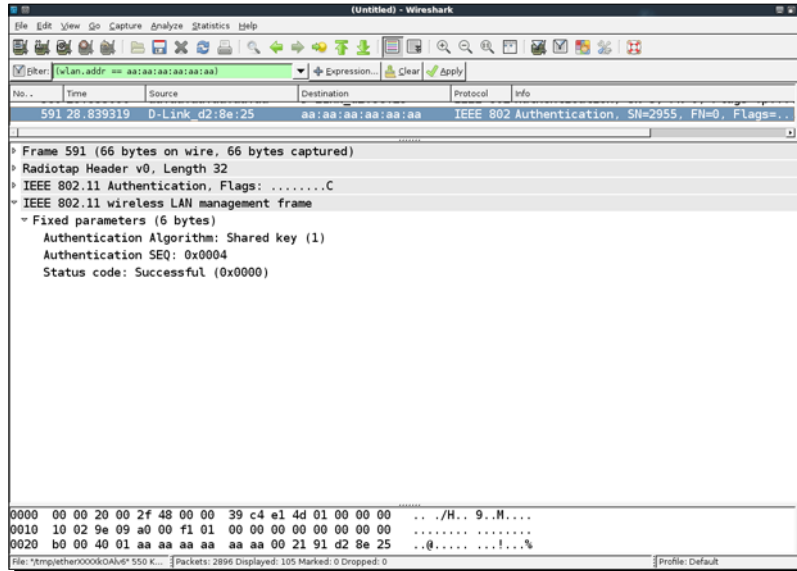 (Untitled) - Wireshark
File Edit View Go Capture Analyze Statistics Help
Filter: (wlan.addr == aa:aa:aa:aa:aa:aa) Expression... Clear Apply
No. . Time Source Destination Protocol Info
591 28.839319 D-Link_d2:8e:25 aa:aa:aa:aa:aa:aa IEEE 802 Authentication, SN=2955, FN=0, Flags=..
Frame 591 (66 bytes on wire, 66 bytes captured)
Radiotap Header v0, Length 32
IEEE 802.11 Authentication, Flags: ........C
IEEE 802.11 wireless LAN management frame
Fixed parameters (6 bytes)
Authentication Algorithm: Shared key (1)
Authentication SEQ: 0x0004
Status code: Successful (0x0000)
0000 00 00 20 00 2f 48 00 00 39 c4 e1 4d 01 00 00 00 .. ./H.. 9..M....
0010 10 02 9e 09 a0 00 f1 01 00 00 00 00 00 00 00 00 ........ ........
0020 b0 00 40 01 aa aa aa aa aa aa 00 21 91 d2 8e 25 ..@..... ...!...%
File: "/tmp/etherXXXXkOAlv6" 550 K... Packets: 2896 Displayed: 105 Marked: 0 Dropped: 0 Profile: Default